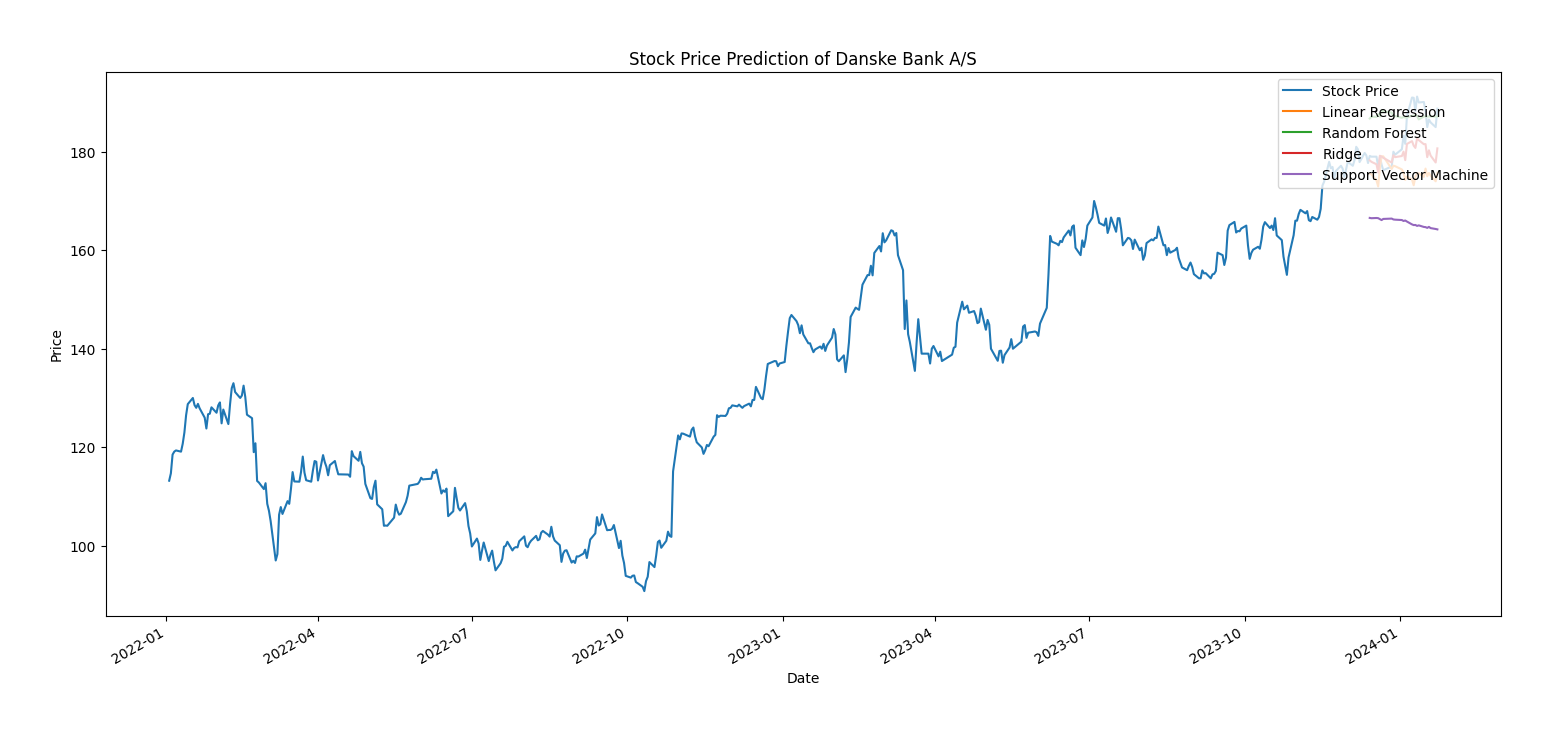 Stock Price Prediction of Danske Bank A/S
Stock Price
Linear Regression
Random Forest
Ridge
Support Vector Machine
Price
180
160
140
120
100
2022-01
2022-04
2022-07
2022-10
2023-01
2023-04
2023-07
2023-10
2024-01
Date